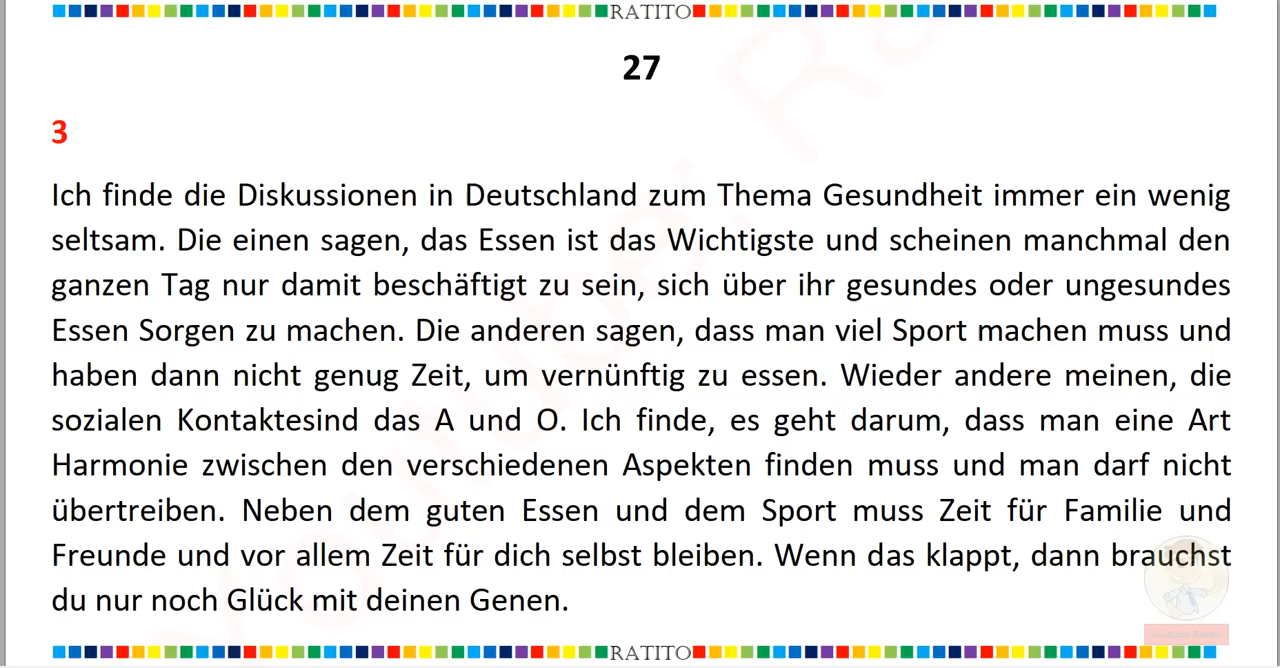 RATITO
27
3
Ich finde die Diskussionen in Deutschland zum Thema Gesundheit immer ein wenig
seltsam. Die einen sagen, das Essen ist das Wichtigste und scheinen manchmal den
ganzen Tag nur damit beschäftigt zu sein, sich über ihr gesundes oder ungesundes
Essen Sorgen zu machen. Die anderen sagen, dass man viel Sport machen muss und
haben dann nicht genug Zeit, um vernünftig zu essen. Wieder andere meinen, die
sozialen Kontaktesind das A und O. Ich finde, es geht darum, dass man eine Art
Harmonie zwischen den verschiedenen Aspekten finden muss und man darf nicht
übertreiben. Neben dem guten Essen und dem Sport muss Zeit für Familie und
Freunde und vor allem Zeit für dich selbst bleiben. Wenn das klappt, dann brauchst
du nur noch Glück mit deinen Genen.
RATITO